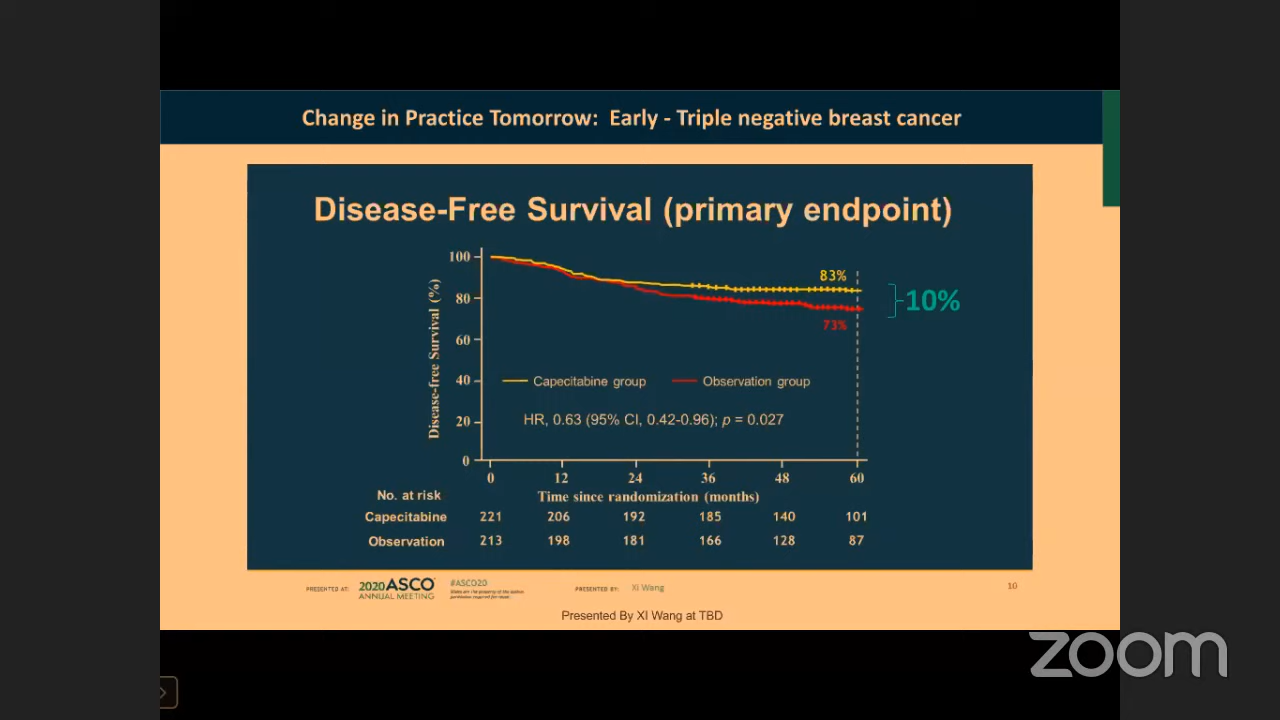 Change in Practice Tomorrow: Early - Triple negative breast cancer
Disease-Free Survival (primary endpoint)
Disease-free Survival (%)
100
80
60
40
20
0
83%
73%
10%
Capecitabine group
Observation group
HR, 0.63 (95% CI, 0.42-0.96); p = 0.027
0 12 24 36 48 60
No. at risk
Time since randomization (months)
Capecitabine 221 206 192 185 140 101
Observation 213 198 181 166 128 87
PRESENTED AT: 2020 ASCO
ANNUAL MEETING
#ASCO20
Slides are the property of the author,
permission required for reuse.
PRESENTED BY: Xi Wang
10
Presented By XI Wang at TBD
zoom